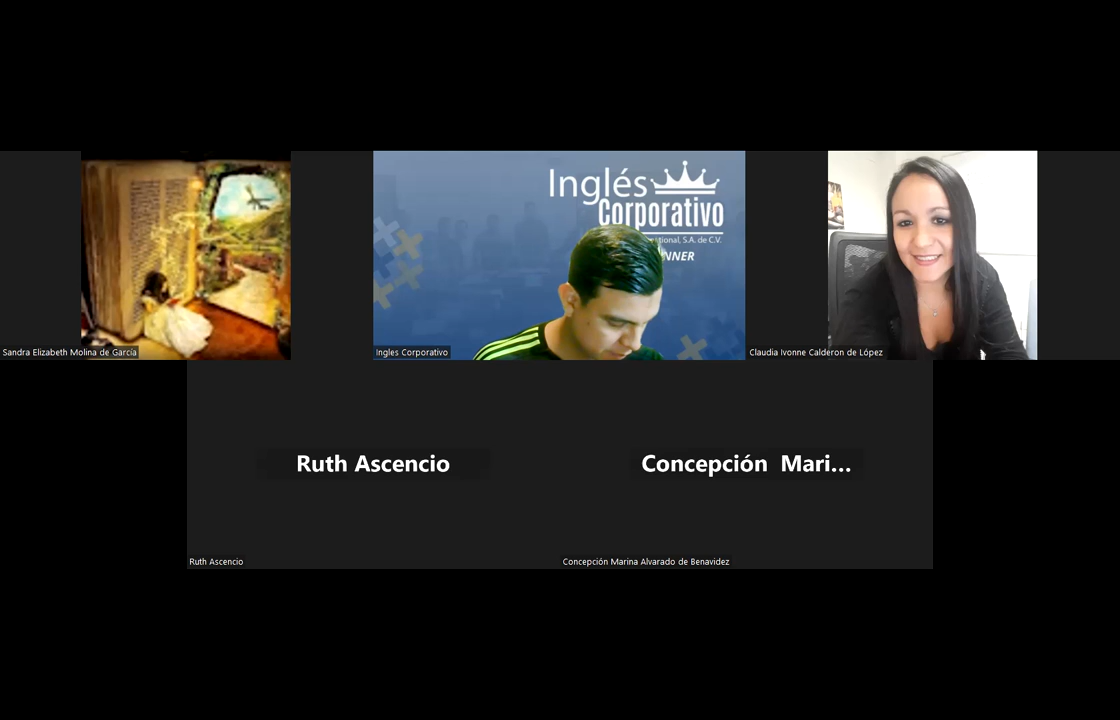 Inglés
Corporativo
tional, S.A. de C.V.
NNER
Sandra Elizabeth Molina de García
Ingles Corporativo
Claudia Ivonne Calderon de López
Ruth Ascencio
Concepción Mari...
Ruth Ascencio
Concepción Marina Alvarado de Benavidez